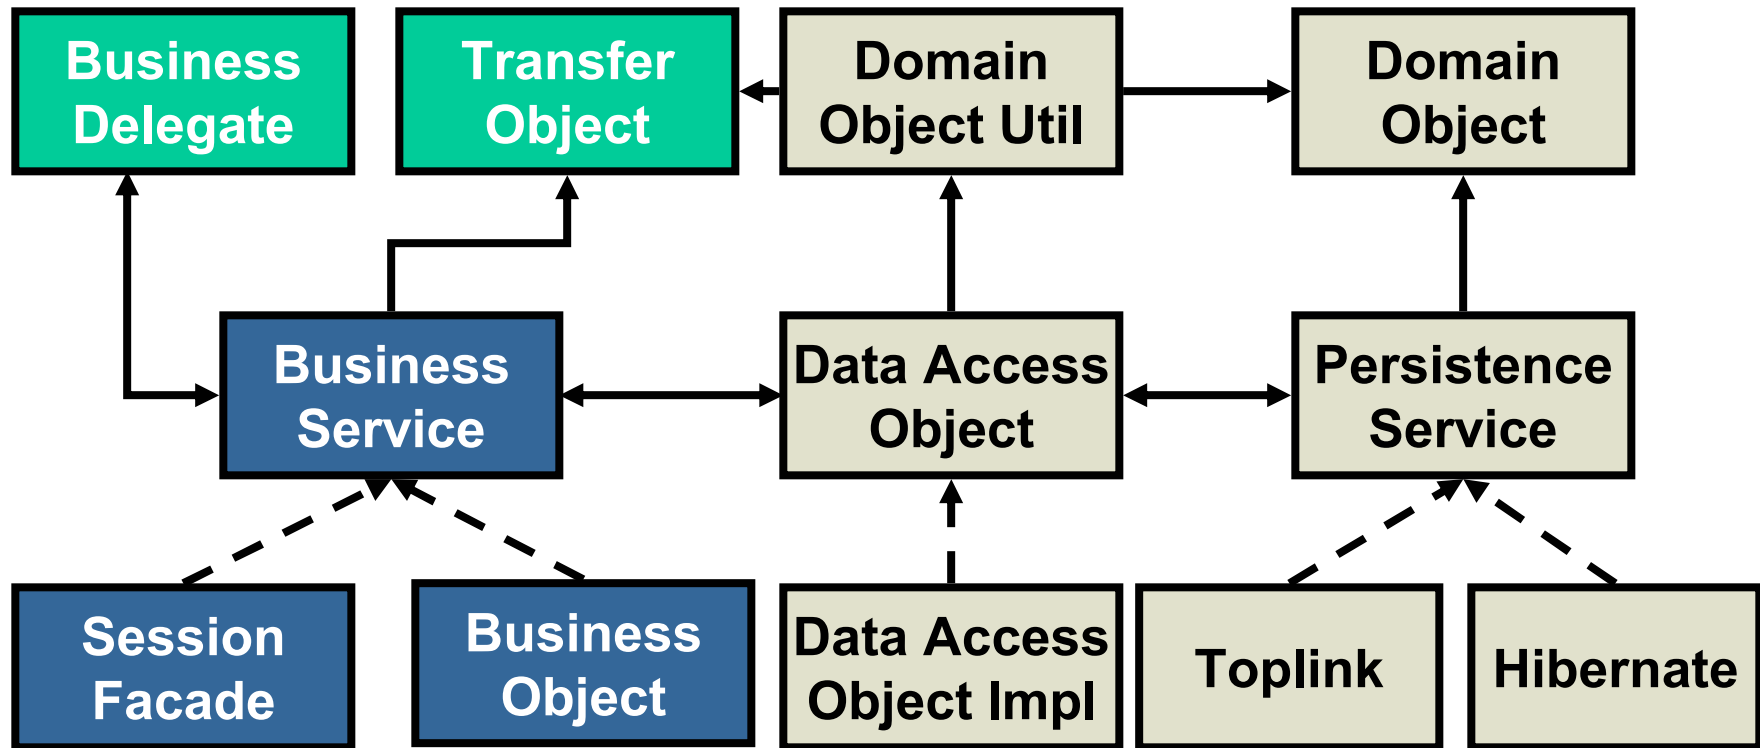 Business
Delegate
Transfer
Object
Domain
Object Util
Domain
Object
Business
Service
Data Access
Object
Persistence
Service
Session
Facade
Business
Object
Data Access
Object Impl
Toplink
Hibernate